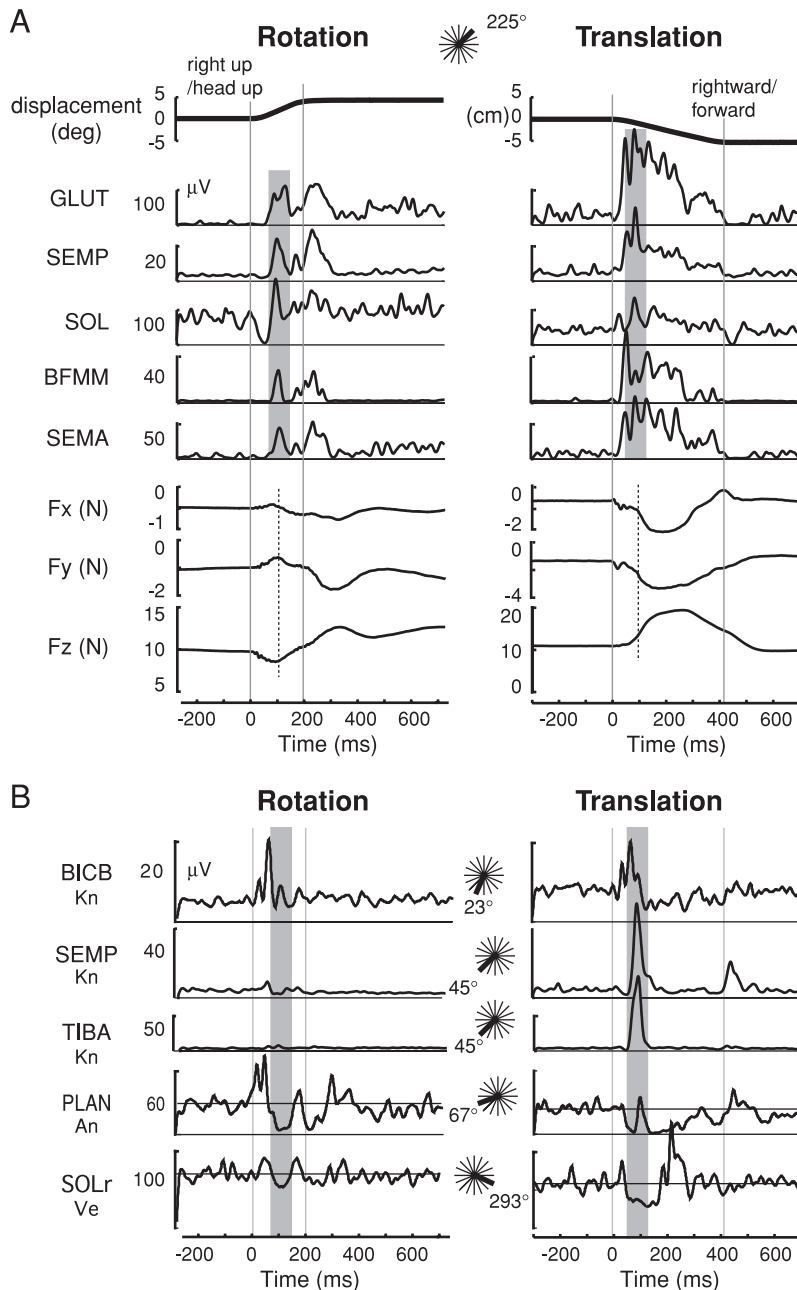 A
Rotation
225°
Translation
right up
/head up
rightward/
forward
displacement
(deg)
5
0
-5
(cm)
5
0
-5
GLUT
100
µV
SEMP
20
SOL
100
BFMM
40
SEMA
50
Fx (N)
0
-1
0
-2
Fy (N)
0
-2
0
-4
Fz (N)
15
10
5
20
10
0
-200 0 200 400 600
Time (ms)
-200 0 200 400 600
Time (ms)
B
Rotation
Translation
BICB
Kn
20
µV
23°
SEMP
Kn
40
45°
TIBA
Kn
50
45°
PLAN
An
60
67°
SOLr
Ve
100
293°
-200 0 200 400 600
Time (ms)
-200 0 200 400 600
Time (ms)